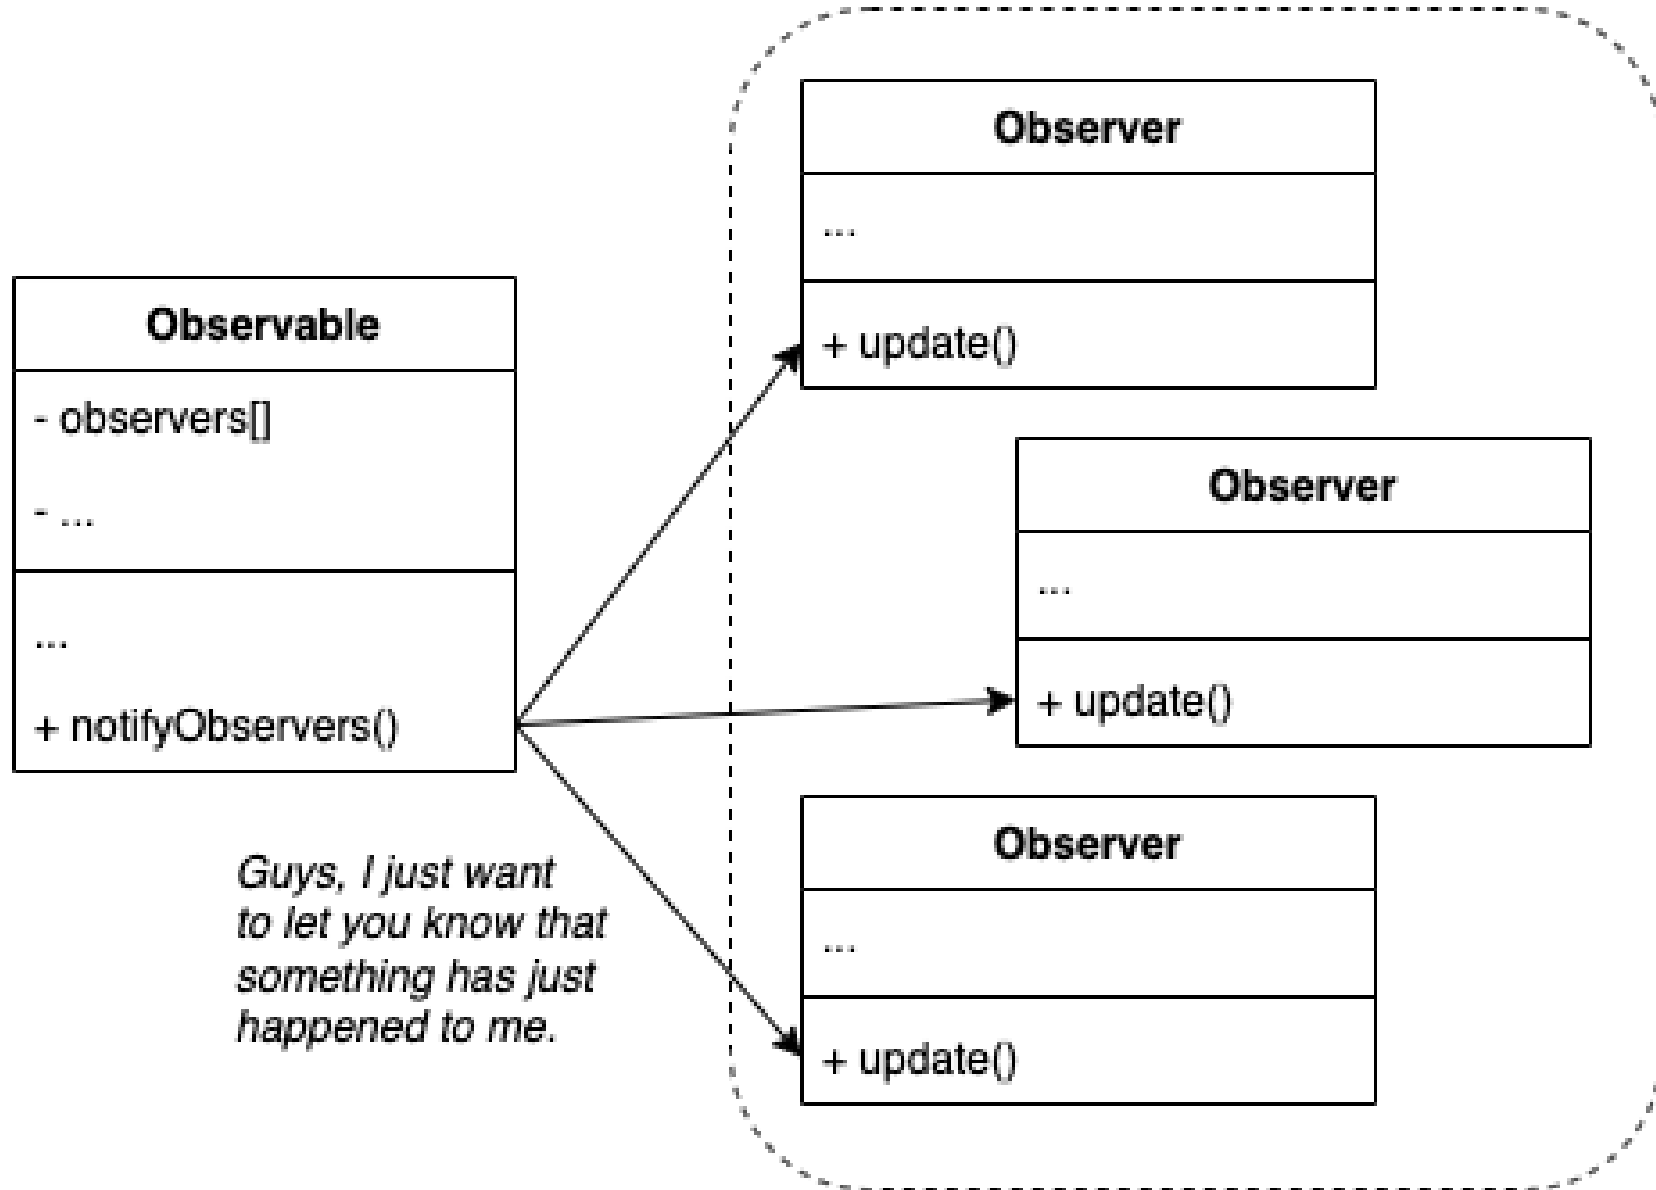 Observable
- observers[]
- ...
...
+ notifyObservers()
Guys, I just want
to let you know that
something has just
happened to me.
Observer
...
+ update()
Observer
...
+ update()
Observer
...
+ update()